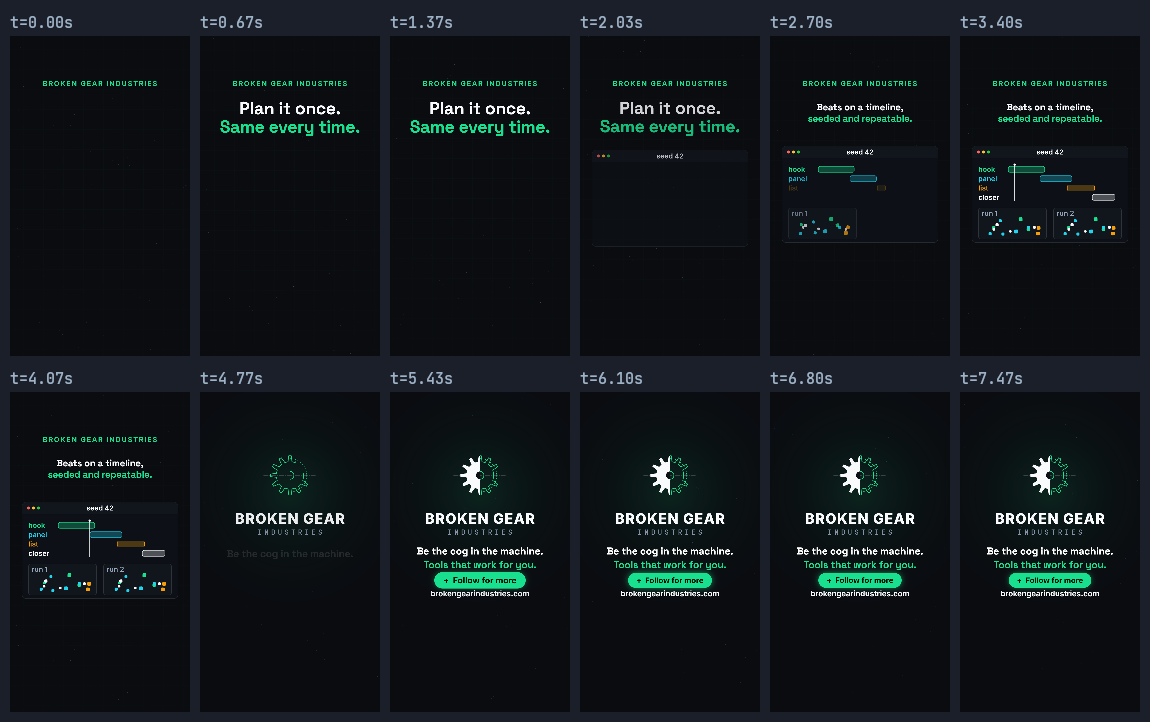 t=0.00s
BROKEN GEAR INDUSTRIES
t=0.67s
BROKEN GEAR INDUSTRIES
Plan it once.
Same every time.
t=1.37s
BROKEN GEAR INDUSTRIES
Plan it once.
Same every time.
t=2.03s
BROKEN GEAR INDUSTRIES
Plan it once.
Same every time.
seed 42
t=2.70s
BROKEN GEAR INDUSTRIES
Beats on a timeline,
seeded and repeatable.
seed 42
hook
panel
list
run 1
t=3.40s
BROKEN GEAR INDUSTRIES
Beats on a timeline,
seeded and repeatable.
seed 42
hook
panel
list
closer
run 1
run 2
t=4.07s
BROKEN GEAR INDUSTRIES
Beats on a timeline,
seeded and repeatable.
seed 42
hook
panel
list
closer
run 1
run 2
t=4.77s
BROKEN GEAR
INDUSTRIES
Be the cog in the machine.
t=5.43s
BROKEN GEAR
INDUSTRIES
Be the cog in the machine.
Tools that work for you.
+ Follow for more
brokengearindustries.com
t=6.10s
BROKEN GEAR
INDUSTRIES
Be the cog in the machine.
Tools that work for you.
+ Follow for more
brokengearindustries.com
t=6.80s
BROKEN GEAR
INDUSTRIES
Be the cog in the machine.
Tools that work for you.
+ Follow for more
brokengearindustries.com
t=7.47s
BROKEN GEAR
INDUSTRIES
Be the cog in the machine.
Tools that work for you.
+ Follow for more
brokengearindustries.com